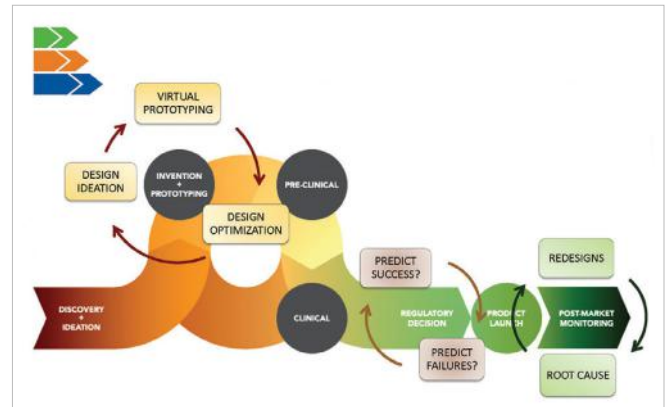 VIRTUAL
PROTOTYPING
DESIGN
IDEATION
INVENTION
+
PROTOTYPING
PRE-CLINICAL
DESIGN
OPTIMIZATION
DISCOVERY
+
IDEATION
CLINICAL
PREDICT
SUCCESS?
REGULATORY
DECISION
PREDICT
FAILURES?
PRODUCT
LAUNCH
REDESIGNS
POST-MARKET
MONITORING
ROOT CAUSE